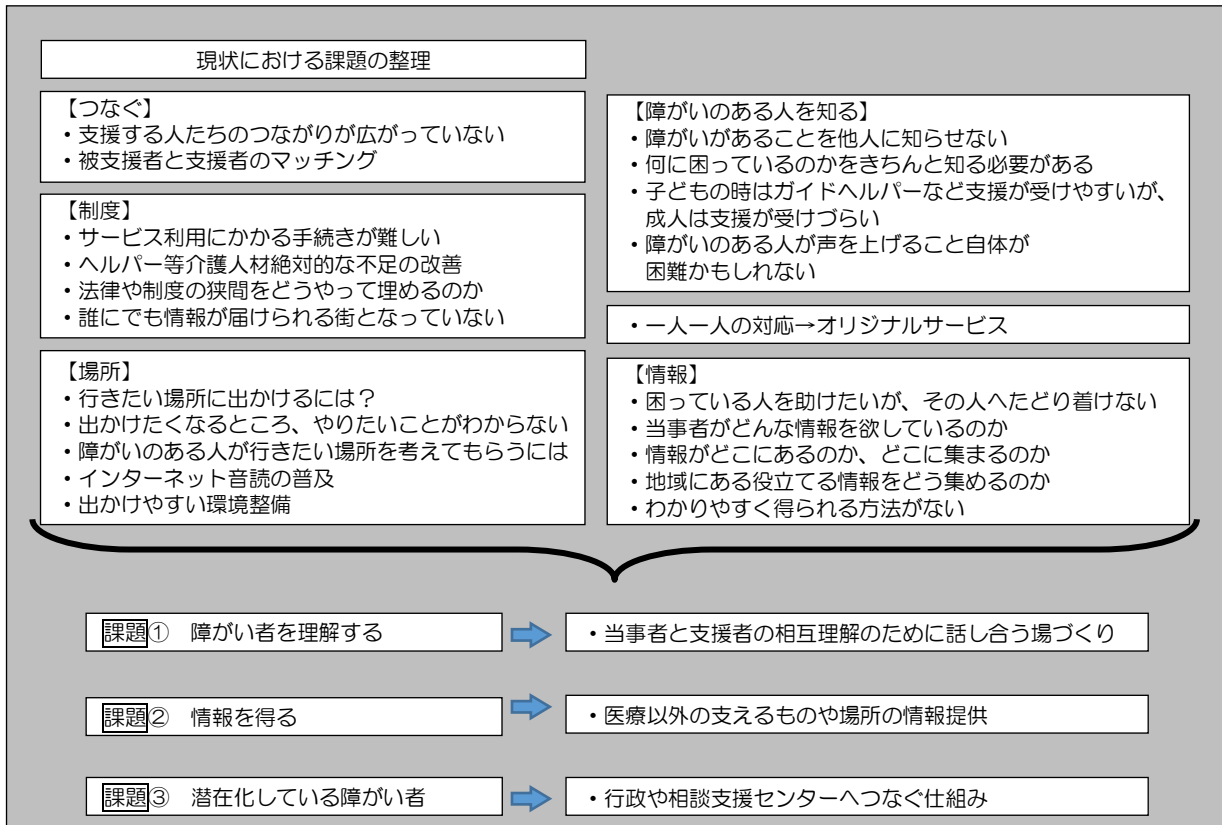 現状における課題の整理
【つなぐ】
・支援する人たちのつながりが広がっていない
・被支援者と支援者のマッチング
【制度】
・サービス利用にかかる手続きが難しい
・ヘルパー等介護人材絶対的な不足の改善
・法律や制度の狭間をどうやって埋めるのか
・誰にでも情報が届けられる街となっていない
【場所】
・行きたい場所に出かけるには？
・出かけたくなるところ、やりたいことがわからない
・障がいのある人が行きたい場所を考えてもらうには
・インターネット音読の普及
・出かけやすい環境整備
【障がいのある人を知る】
・障がいがあることを他人に知らせない
・何に困っているのかをきちんと知る必要がある
・子どもの時はガイドヘルパーなど支援が受けやすいが、
成人は支援が受けづらい
・障がいのある人が声を上げること自体が
困難かもしれない
・一人一人の対応→オリジナルサービス
【情報】
・困っている人を助けたいが、その人へたどり着けない
・当事者がどんな情報を欲しているのか
・情報がどこにあるのか、どこに集まるのか
・地域にある役立てる情報をどう集めるのか
・わかりやすく得られる方法がない
課題①　障がい者を理解する
・当事者と支援者の相互理解のために話し合う場づくり
課題②　情報を得る
・医療以外の支えるものや場所の情報提供
課題③　潜在化している障がい者
・行政や相談支援センターへつなぐ仕組み